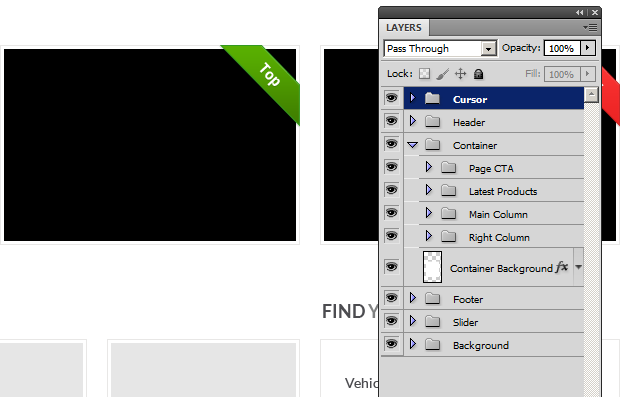 LAYERS
Pass Through Opacity: 100%
Lock: Fill: 100%
Cursor
Header
Container
Page CTA
Latest Products
Main Column
Right Column
Container Background fx
Footer
Slider
Background
Top
FIND